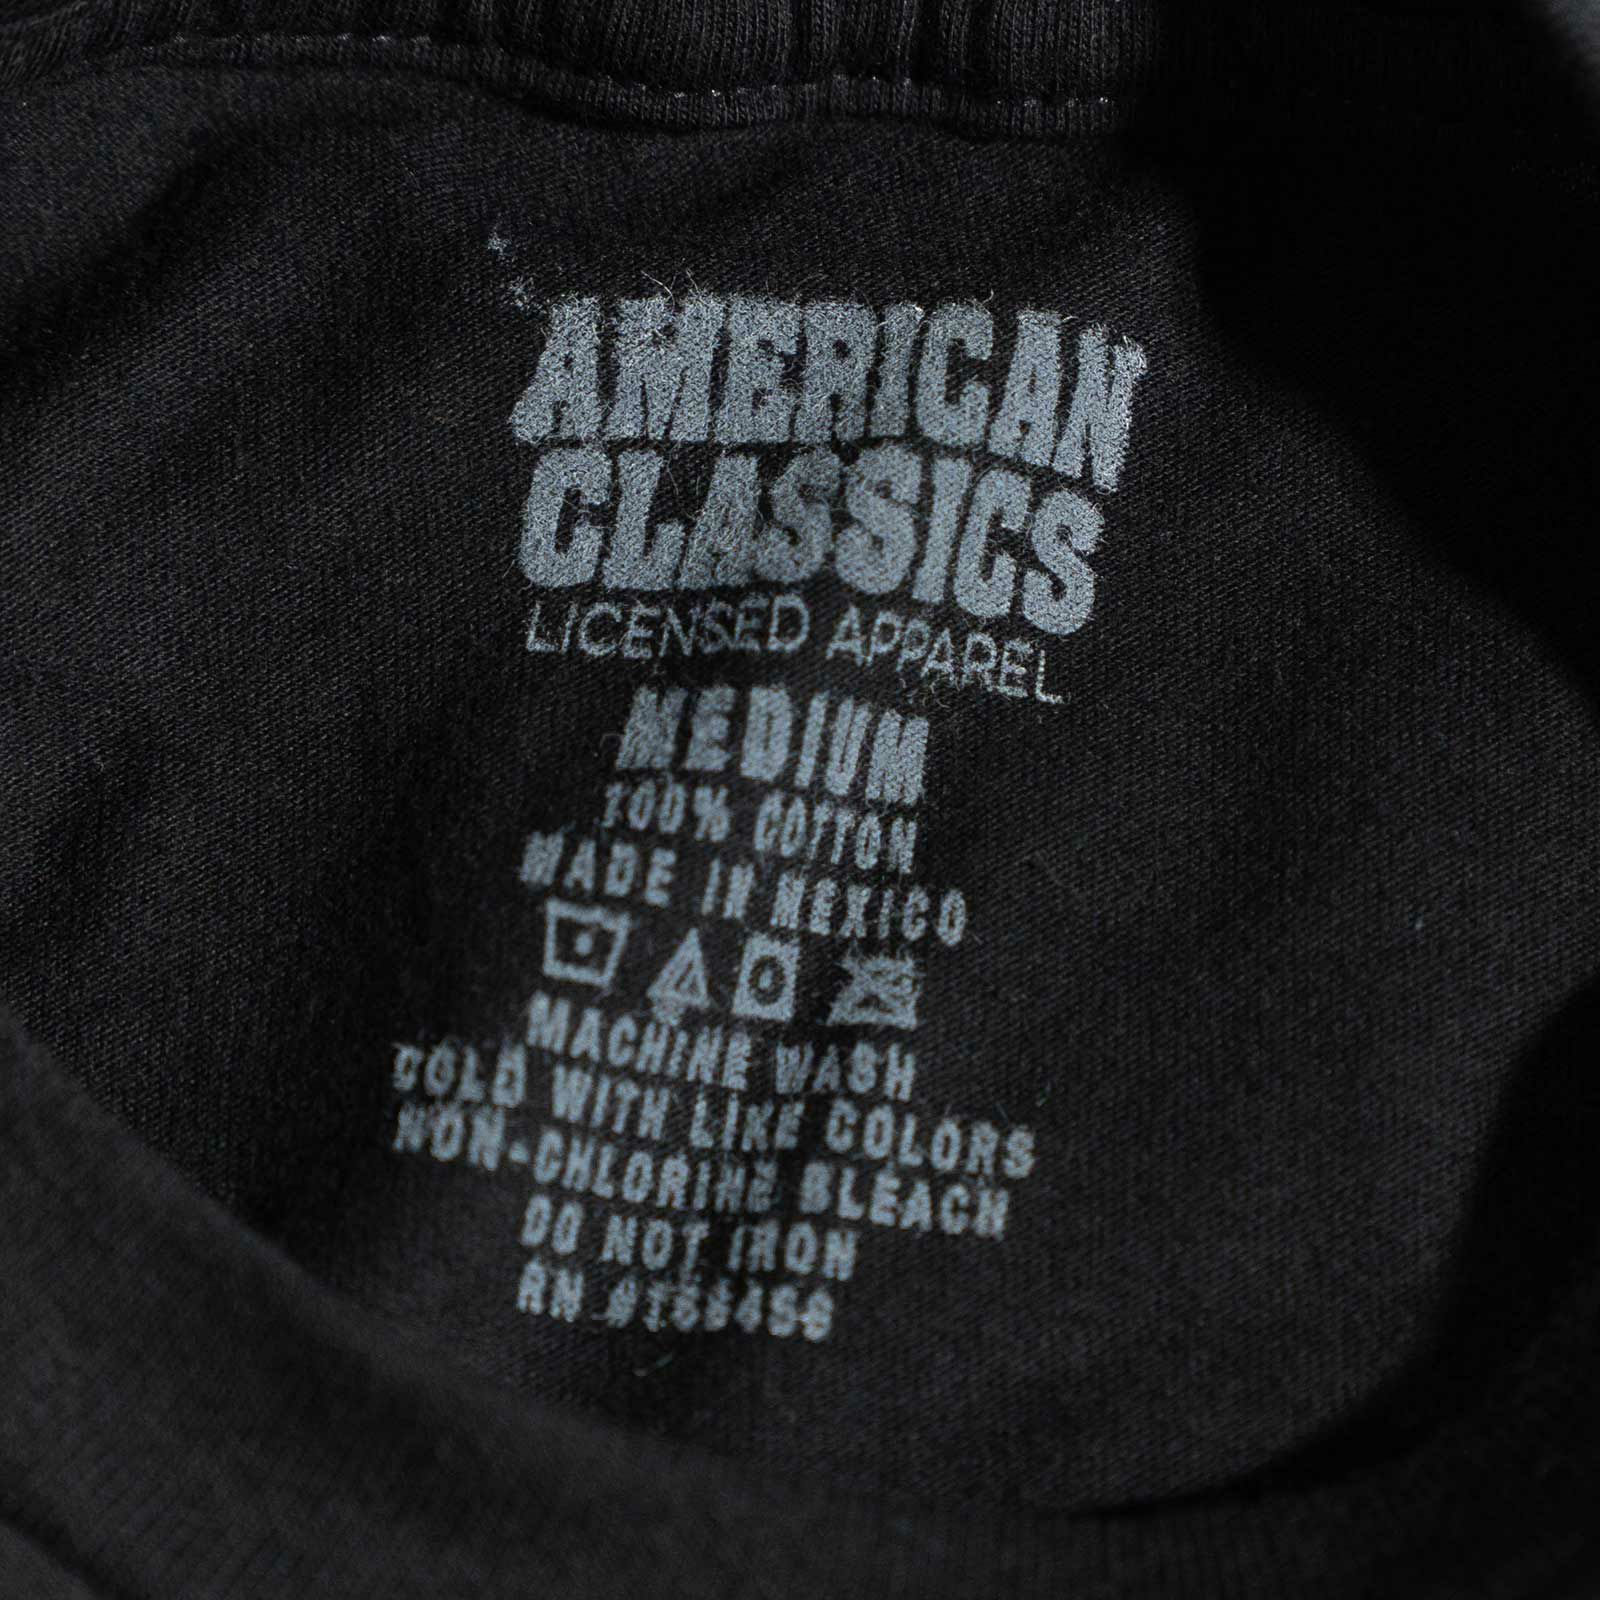 AMERICAN
CLASSICS
LICENSED APPAREL
MEDIUM
100% COTTON
MADE IN MEXICO
MACHINE WASH
COLD WITH LIKE COLORS
NON-CHLORINE BLEACH
DO NOT IRON
RN